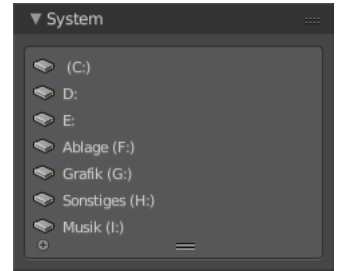 System
(C:)
D:
E:
Ablage (F:)
Grafik (G:)
Sonstiges (H:)
Musik (I:)